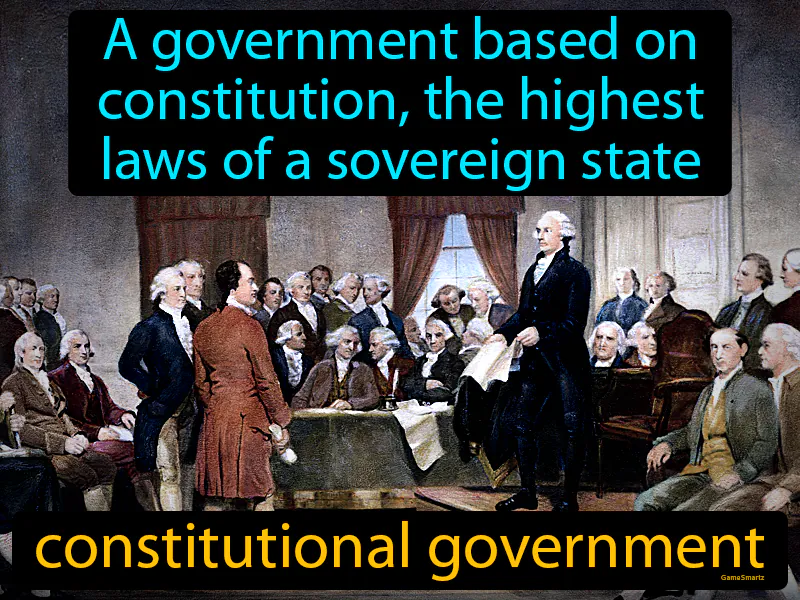 A government based on
constitution, the highest
laws of a sovereign state
constitutional government
GameSmartz